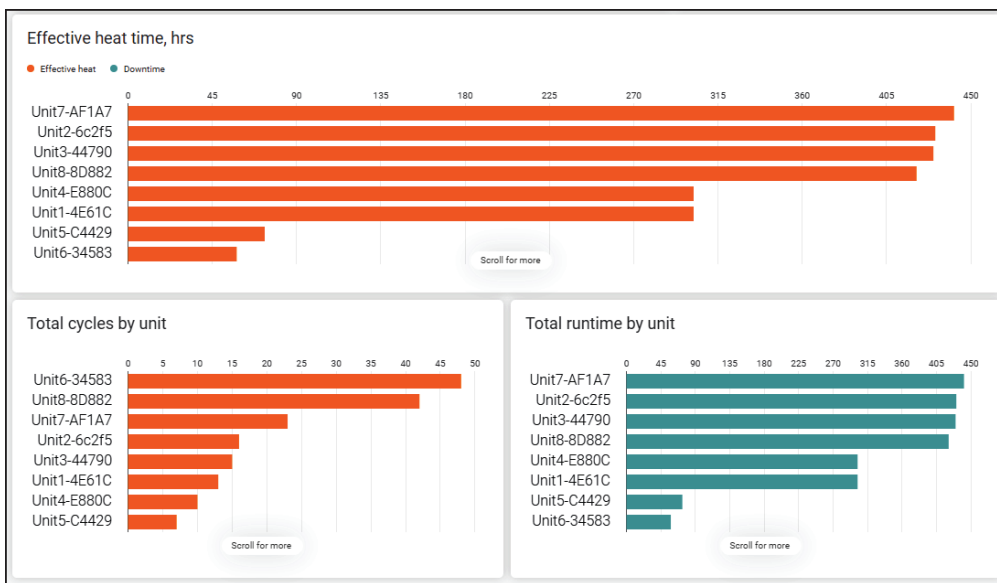 Effective heat time, hrs
Effective heat Downtime
0 45 90 135 180 225 270 315 360 405 450
Unit7-AF1A7
Unit2-6c2f5
Unit3-44790
Unit8-8D882
Unit4-E880C
Unit1-4E61C
Unit5-C4429
Unit6-34583
Scroll for more
Total cycles by unit
0 5 10 15 20 25 30 35 40 45 50
Unit6-34583
Unit8-8D882
Unit7-AF1A7
Unit2-6c2f5
Unit3-44790
Unit1-4E61C
Unit4-E880C
Unit5-C4429
Scroll for more
Total runtime by unit
0 45 90 135 180 225 270 315 360 405 450
Unit7-AF1A7
Unit2-6c2f5
Unit3-44790
Unit8-8D882
Unit4-E880C
Unit1-4E61C
Unit5-C4429
Unit6-34583
Scroll for more